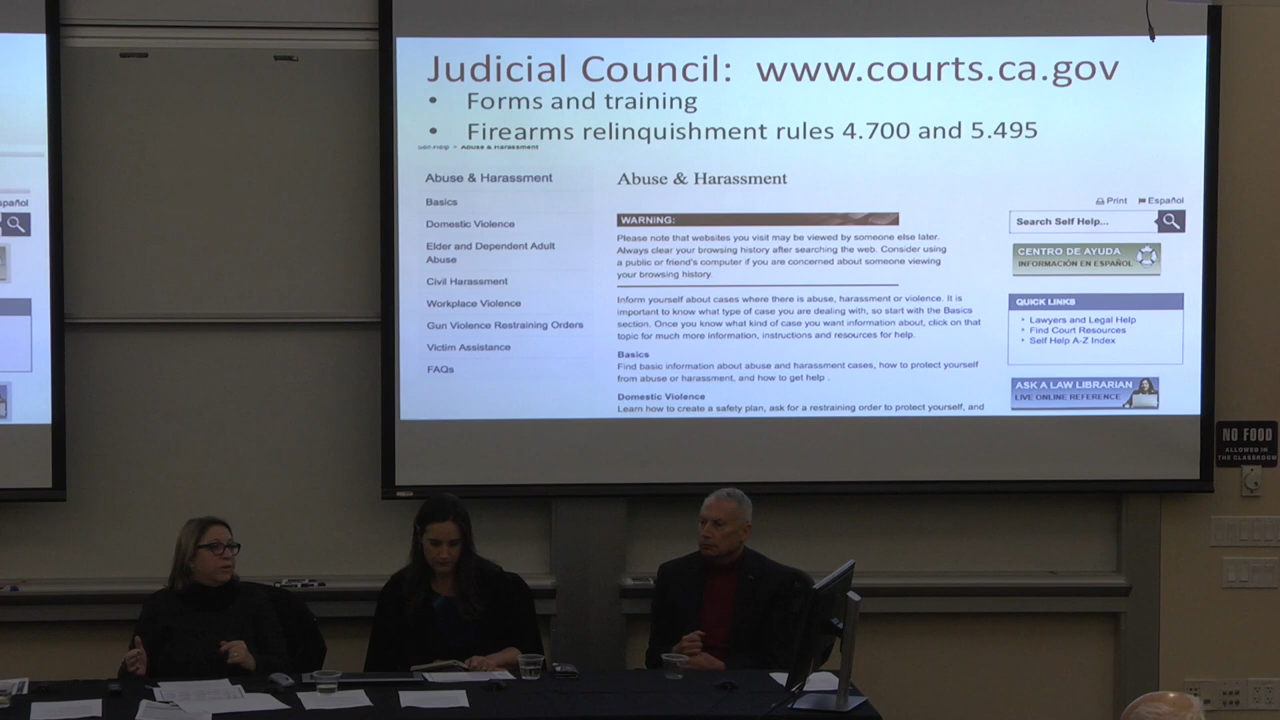 Judicial Council: www.courts.ca.gov
• Forms and training
• Firearms relinquishment rules 4.700 and 5.495
Self-Help > Abuse & Harassment
Abuse & Harassment
Basics
Domestic Violence
Elder and Dependent Adult
Abuse
Civil Harassment
Workplace Violence
Gun Violence Restraining Orders
Victim Assistance
FAQs
Abuse & Harassment
WARNING:
Please note that websites you visit may be viewed by someone else later.
Always clear your browsing history after searching the web. Consider using
a public or friend's computer if you are concerned about someone viewing
your browsing history.
Inform yourself about cases where there is abuse, harassment or violence. It is
important to know what type of case you are dealing with, so start with the Basics
section. Once you know what kind of case you want information about, click on that
topic for much more information, instructions and resources for help.
Basics
Find basic information about abuse and harassment cases, how to protect yourself
from abuse or harassment, and how to get help .
Domestic Violence
Learn how to create a safety plan, ask for a restraining order to protect yourself, and
Print Español
Search Self Help...
CENTRO DE AYUDA
INFORMACIÓN EN ESPAÑOL
QUICK LINKS
• Lawyers and Legal Help
• Find Court Resources
• Self Help A-Z Index
ASK A LAW LIBRARIAN
LIVE ONLINE REFERENCE
spañol
NO FOOD
ALLOWED IN
THE CLASSROOM